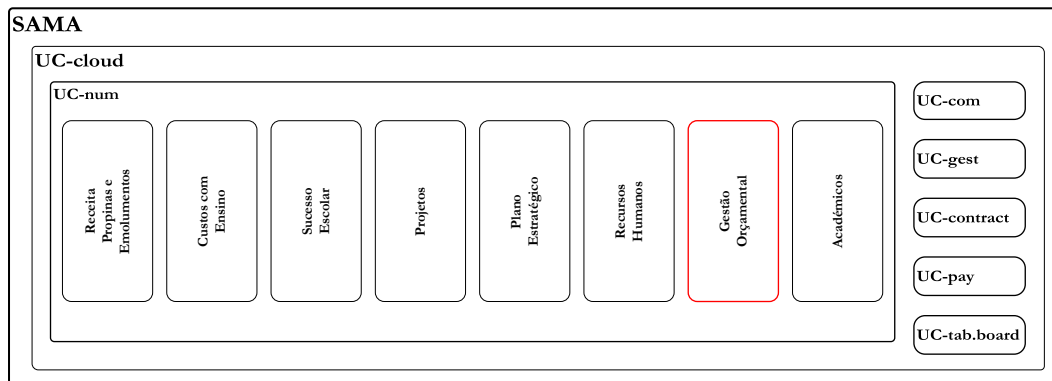 SAMA
UC-cloud
UC-num
Receita
Propinas e
Emolumentos
Custos com
Ensino
Sucesso
Escolar
Projetos
Plano
Estratégico
Recursos
Humanos
Gestão
Orçamental
Académicos
UC-com
UC-gest
UC-contract
UC-pay
UC-tab.board